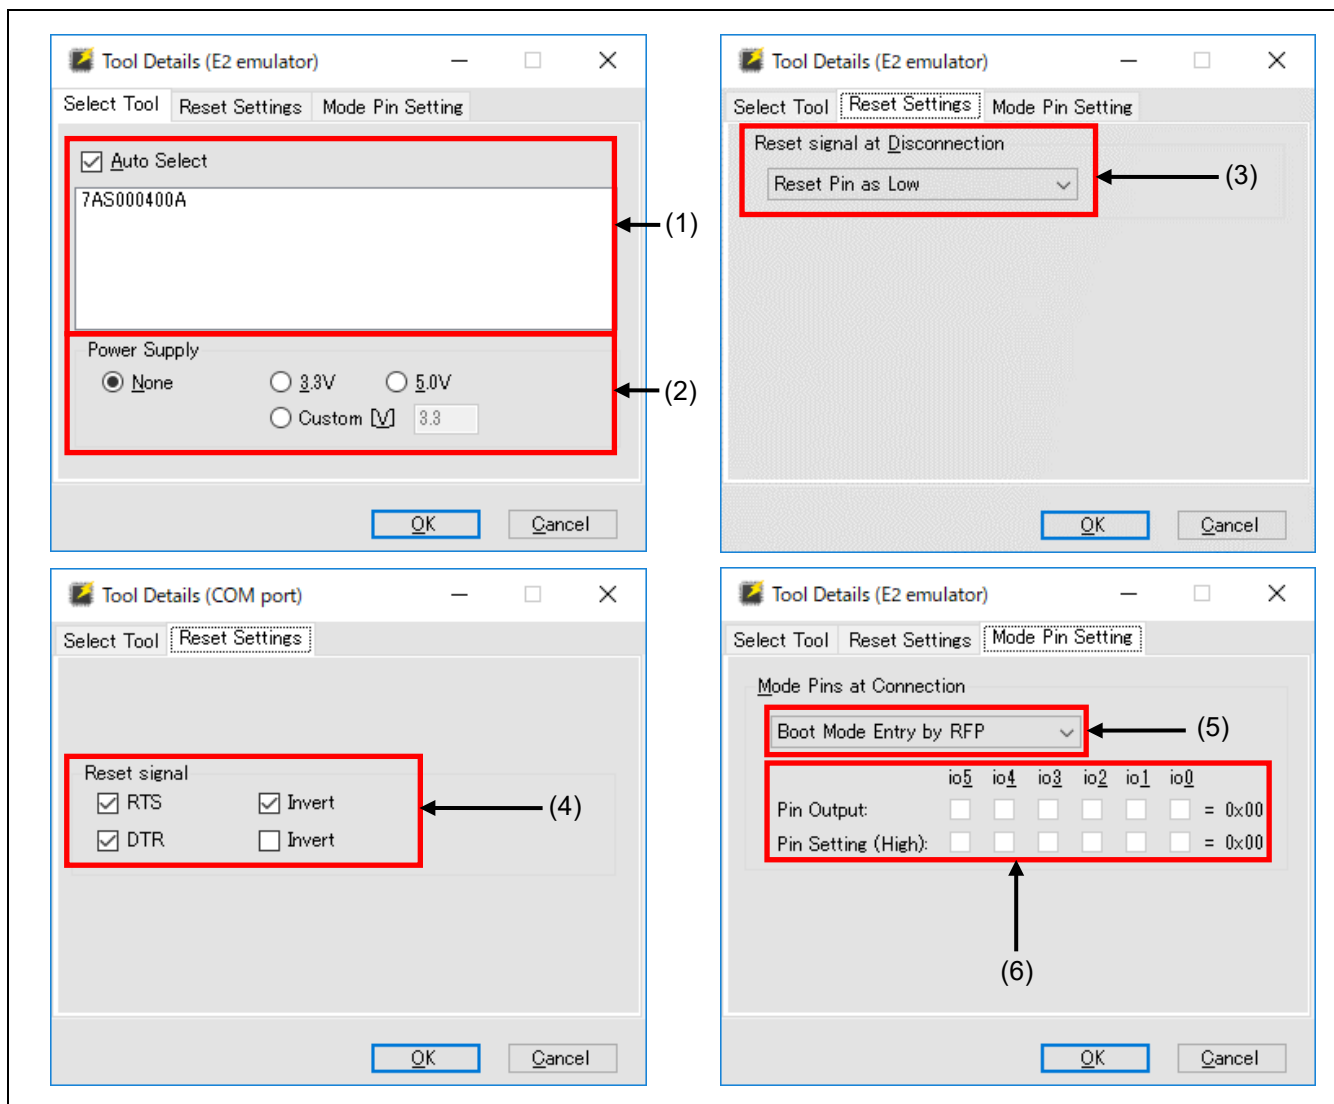 Tool Details (E2 emulator)
Select Tool Reset Settings Mode Pin Setting
Auto Select
7AS000400A
(1)
Power Supply
None 3.3V 5.0V
Custom [V] 3.3
(2)
OK Cancel
Tool Details (E2 emulator)
Select Tool Reset Settings Mode Pin Setting
Reset signal at Disconnection
Reset Pin as Low
(3)
OK Cancel
Tool Details (COM port)
Select Tool Reset Settings
Reset signal
RTS Invert
DTR Invert
(4)
OK Cancel
Tool Details (E2 emulator)
Select Tool Reset Settings Mode Pin Setting
Mode Pins at Connection
Boot Mode Entry by RFP
(5)
io5 io4 io3 io2 io1 io0
Pin Output: = 0x00
Pin Setting (High): = 0x00
(6)
OK Cancel